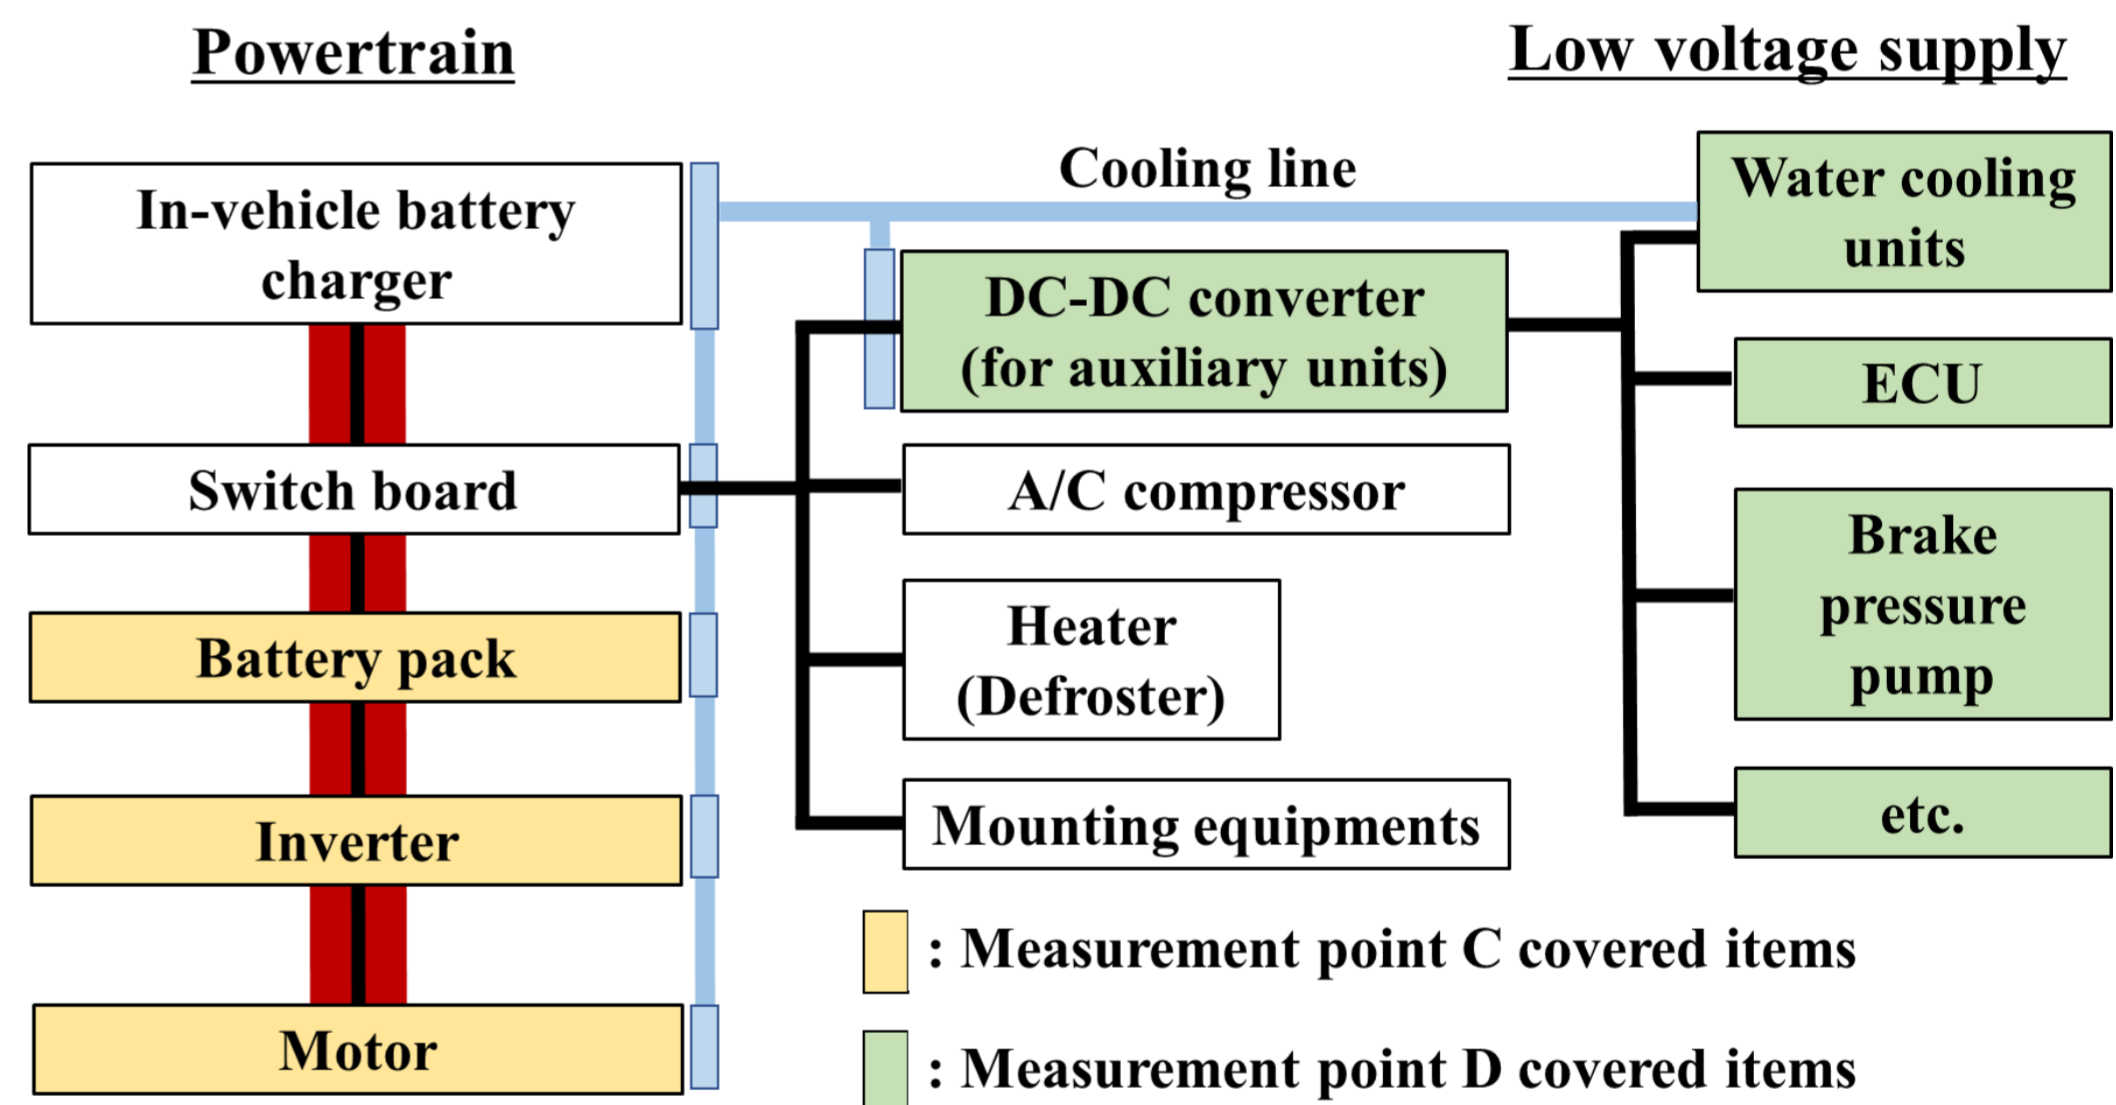 Powertrain
Low voltage supply
Cooling line
In-vehicle battery
charger
Switch board
Battery pack
Inverter
Motor
DC-DC converter
(for auxiliary units)
A/C compressor
Heater
(Defroster)
Mounting equipments
Water cooling
units
ECU
Brake
pressure
pump
etc.
: Measurement point C covered items
: Measurement point D covered items